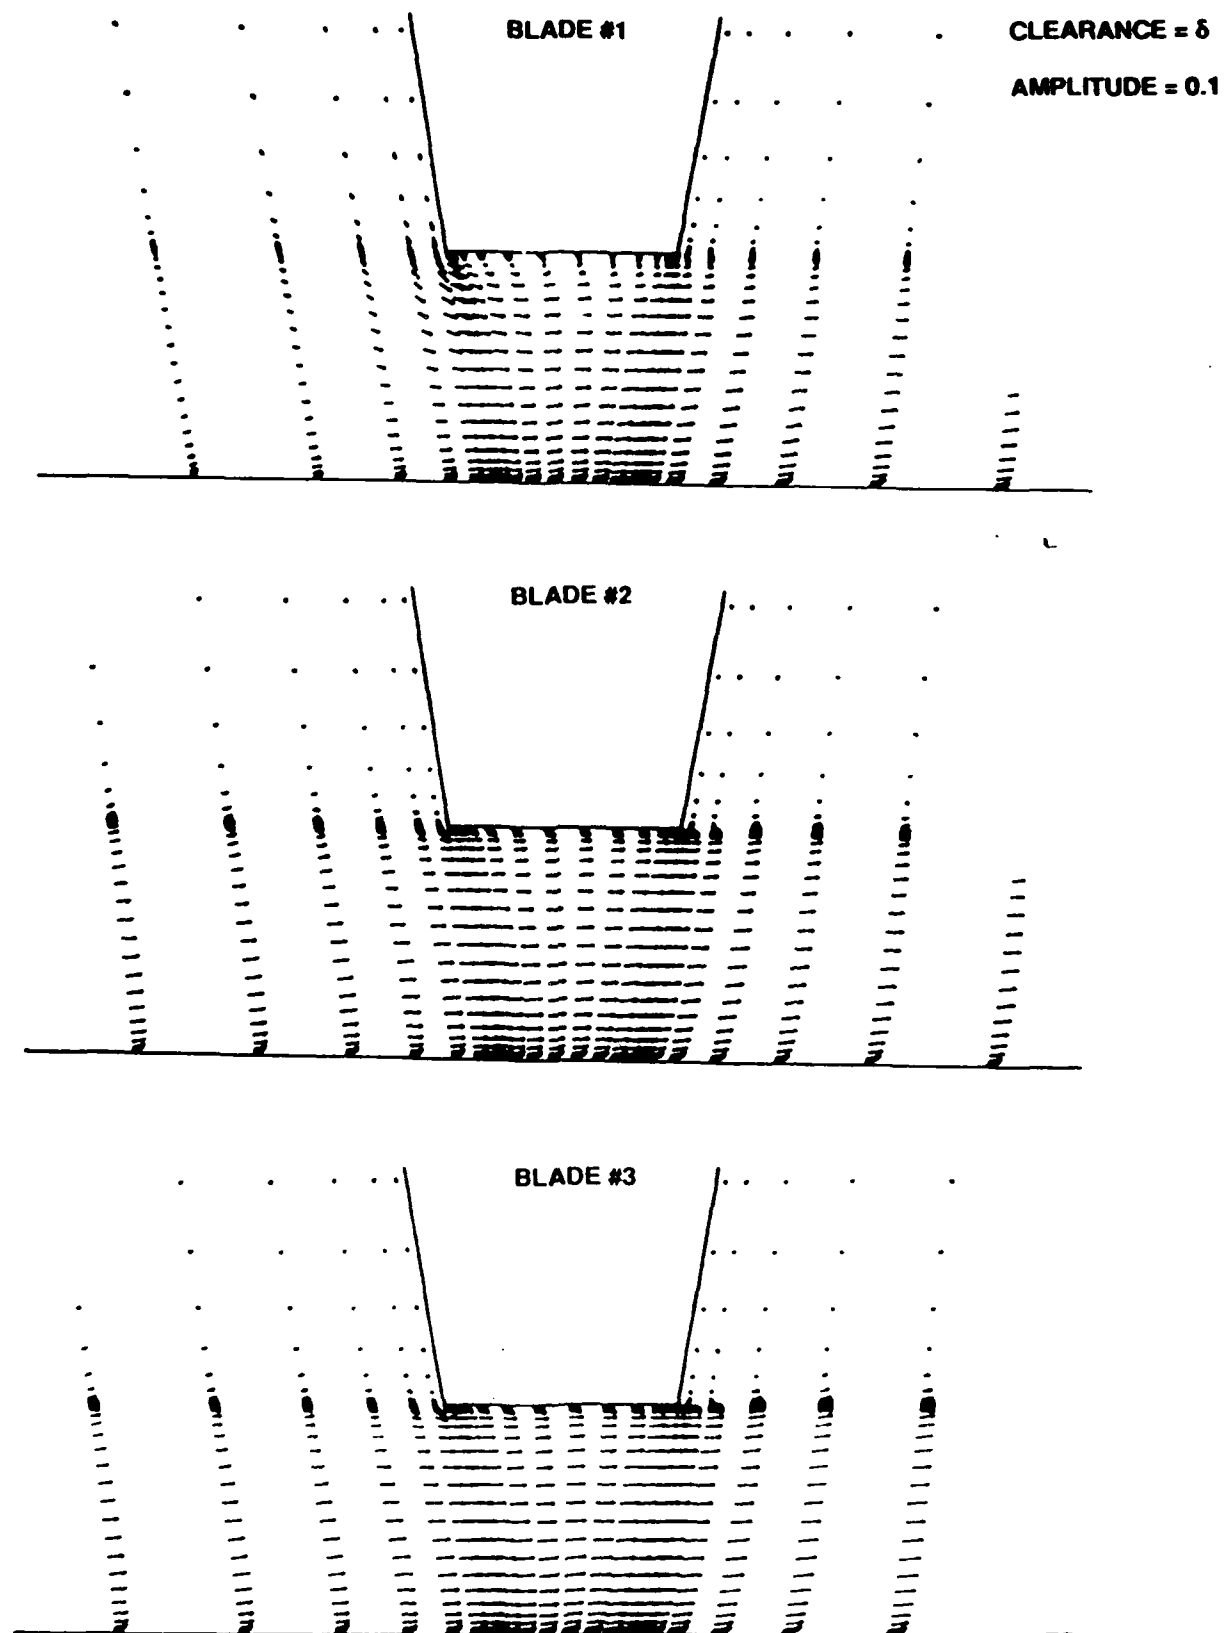 BLADE #1
CLEARANCE = δ
AMPLITUDE = 0.1
BLADE #2
BLADE #3